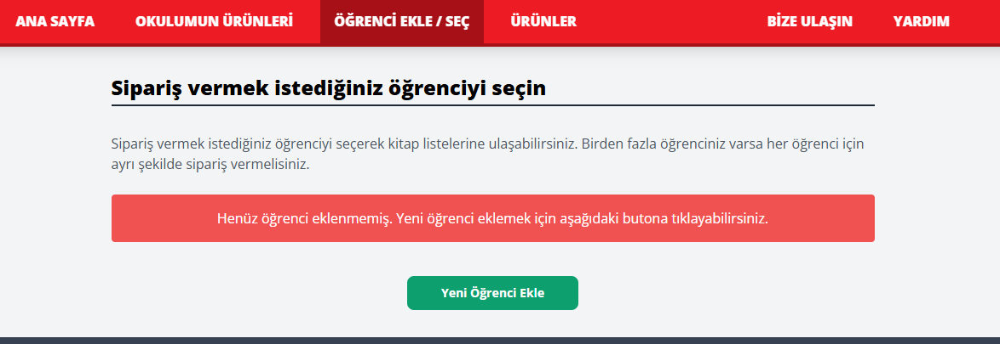 ANA SAYFA OKULUMUN ÜRÜNLERİ ÖĞRENCİ EKLE / SEÇ ÜRÜNLER BİZE ULAŞIN YARDIM
Sipariş vermek istediğiniz öğrenciyi seçin
Sipariş vermek istediğiniz öğrenciyi seçerek kitap listelerine ulaşabilirsiniz. Birden fazla öğrenciniz varsa her öğrenci için
ayrı şekilde sipariş vermelisiniz.
Henüz öğrenci eklenmemiş. Yeni öğrenci eklemek için aşağıdaki butona tıklayabilirsiniz.
Yeni Öğrenci Ekle